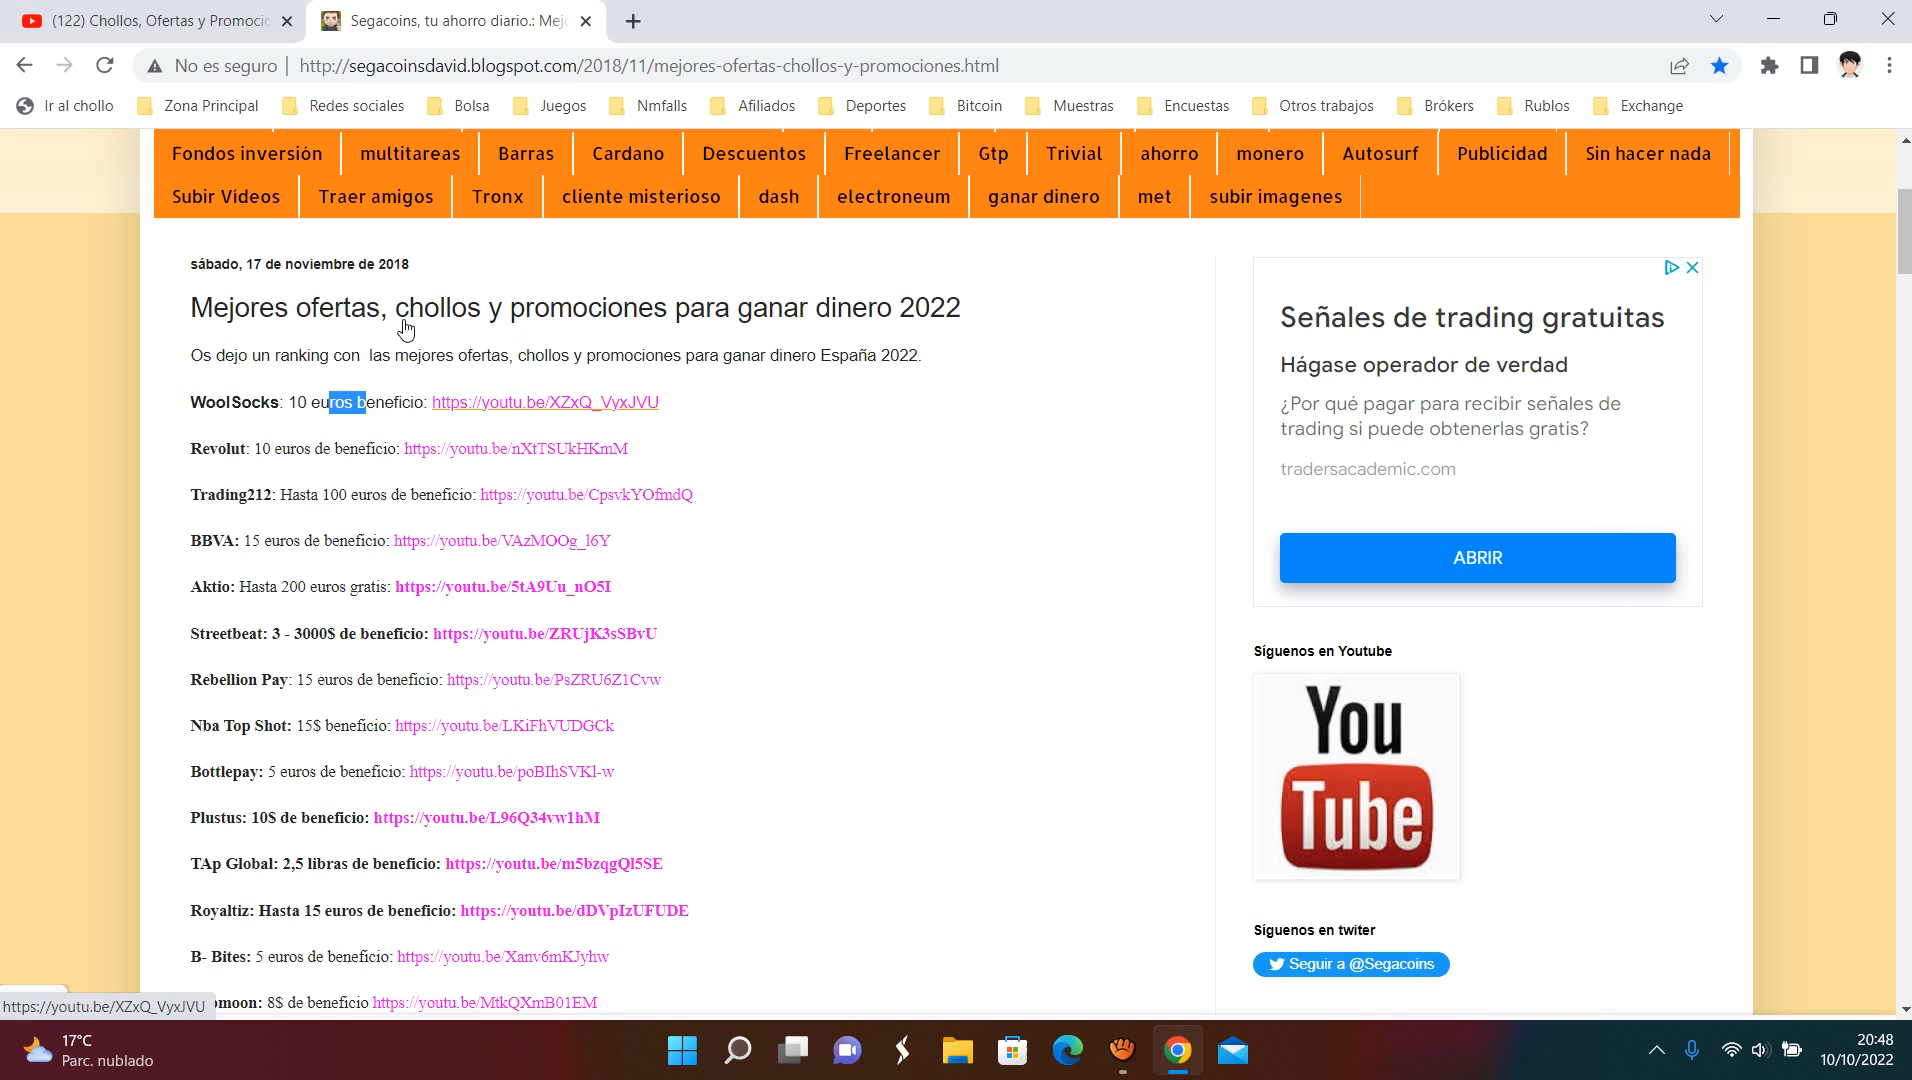 (122) Chollos, Ofertas y Promocio
Segacoins, tu ahorro diario.: Mejo
No es seguro | http://segacoinsdavid.blogspot.com/2018/11/mejores-ofertas-chollos-y-promociones.html
Ir al chollo Zona Principal Redes sociales Bolsa Juegos Nmfalls Afiliados Deportes Bitcoin Muestras Encuestas Otros trabajos Brókers Rublos Exchange
Fondos inversión multitareas Barras Cardano Descuentos Freelancer Gtp Trivial ahorro monero Autosurf Publicidad Sin hacer nada
Subir Vídeos Traer amigos Tronx cliente misterioso dash electroneum ganar dinero met subir imagenes
sábado, 17 de noviembre de 2018
Mejores ofertas, chollos y promociones para ganar dinero 2022
Os dejo un ranking con las mejores ofertas, chollos y promociones para ganar dinero España 2022.
WoolSocks: 10 euros beneficio: https://youtu.be/XZxQ_VyxJVU
Revolut: 10 euros de beneficio: https://youtu.be/nXtTSUkHKmM
Trading212: Hasta 100 euros de beneficio: https://youtu.be/CpsvkYOfmdQ
BBVA: 15 euros de beneficio: https://youtu.be/VAzMOOg_l6Y
Aktio: Hasta 200 euros gratis: https://youtu.be/5tA9Uu_nO5I
Streetbeat: 3 - 3000$ de beneficio: https://youtu.be/ZRUjK3sSBvU
Rebellion Pay: 15 euros de beneficio: https://youtu.be/PsZRU6Z1Cvw
Nba Top Shot: 15$ beneficio: https://youtu.be/LKiFhVUDGCk
Bottlepay: 5 euros de beneficio: https://youtu.be/poBIhSVKl-w
Plustus: 10$ de beneficio: https://youtu.be/L96Q34vw1hM
TAp Global: 2,5 libras de beneficio: https://youtu.be/m5bzqgQl5SE
Royaltiz: Hasta 15 euros de beneficio: https://youtu.be/dDVpIzUFUDE
B- Bites: 5 euros de beneficio: https://youtu.be/Xanv6mKJyhw
moon: 8$ de beneficio https://youtu.be/MtkQXmB01EM
Señales de trading gratuitas
Hágase operador de verdad
¿Por qué pagar para recibir señales de
trading si puede obtenerlas gratis?
tradersacademic.com
ABRIR
Síguenos en Youtube
You
Tube
Síguenos en twiter
Seguir a @Segacoins
https://youtu.be/XZxQ_VyxJVU
17°C
Parc. nublado
20:48
10/10/2022